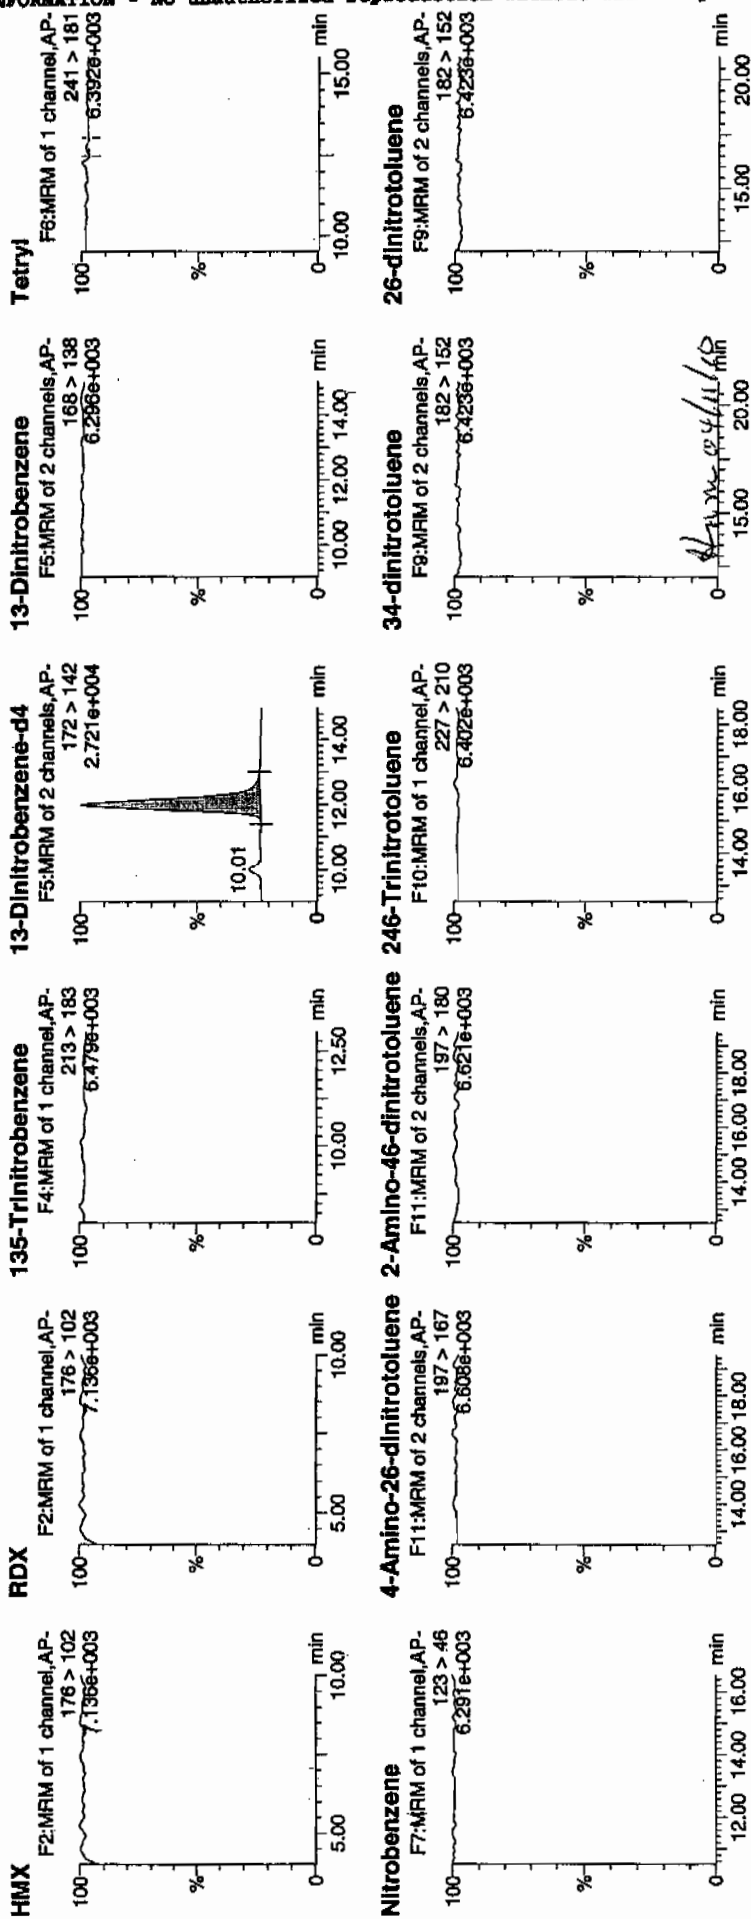 HMX
F2:MRM of 1 channel,AP-
176 > 102
7.136e+003
100
%
0
5.00
10.00
min
RDX
F2:MRM of 1 channel,AP-
176 > 102
7.136e+003
100
%
0
5.00
10.00
min
135-Trinitrobenzene
F4:MRM of 1 channel,AP-
213 > 183
6.479e+003
100
%
0
10.00
12.50
min
13-Dinitrobenzene-d4
F5:MRM of 2 channels,AP-
172 > 142
2.721e+004
100
10.01
%
0
10.00
12.00
14.00
min
13-Dinitrobenzene
F5:MRM of 2 channels,AP-
168 > 138
6.296e+003
100
%
0
10.00
12.00
14.00
min
Tetryl
F6:MRM of 1 channel,AP-
241 > 181
6.392e+003
100
%
0
10.00
15.00
min
Nitrobenzene
F7:MRM of 1 channel,AP-
123 > 46
6.291e+003
100
%
0
12.00
14.00
16.00
min
4-Amino-26-dinitrotoluene
F11:MRM of 2 channels,AP-
197 > 167
6.608e+003
100
%
0
14.00
16.00
18.00
min
2-Amino-46-dinitrotoluene
F11:MRM of 2 channels,AP-
197 > 180
6.621e+003
100
%
0
14.00
16.00
18.00
min
246-Trinitrotoluene
F10:MRM of 1 channel,AP-
227 > 210
6.402e+003
100
%
0
14.00
16.00
18.00
min
34-dinitrotoluene
F9:MRM of 2 channels,AP-
182 > 152
6.423e+003
100
%
0
15.00
20.00
min
04/11/10
26-dinitrotoluene
F9:MRM of 2 channels,AP-
182 > 152
6.423e+003
100
%
0
15.00
20.00
min